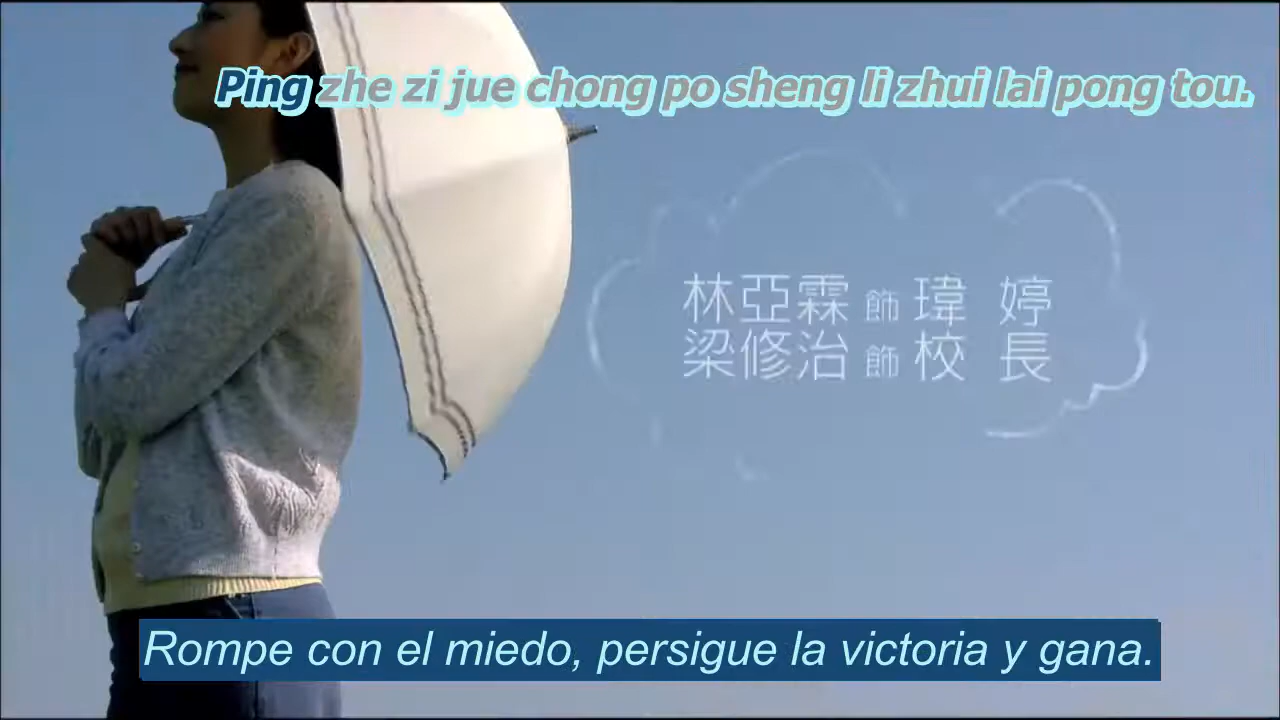 Ping zhe zi jue chong po sheng li zhui lai pong tou.
林亞霖 飾 瑋 婷
梁修治 飾 校 長
Rompe con el miedo, persigue la victoria y gana.